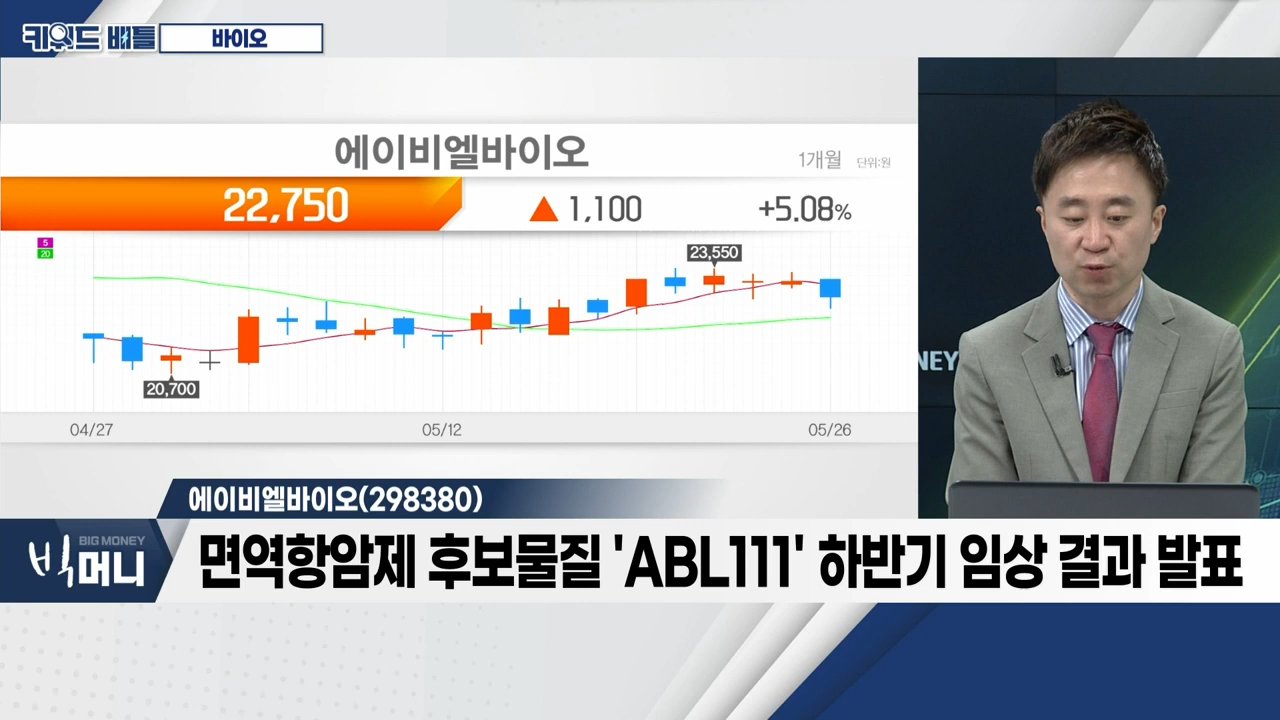 키워드 배틀
바이오
에이비엘바이오
1개월 단위:원
22,750 ▲ 1,100 +5.08%
5
20
23,550
20,700
04/27 05/12 05/26
NEY
에이비엘바이오(298380)
BIG MONEY
빅머니
면역항암제 후보물질 'ABL111' 하반기 임상 결과 발표